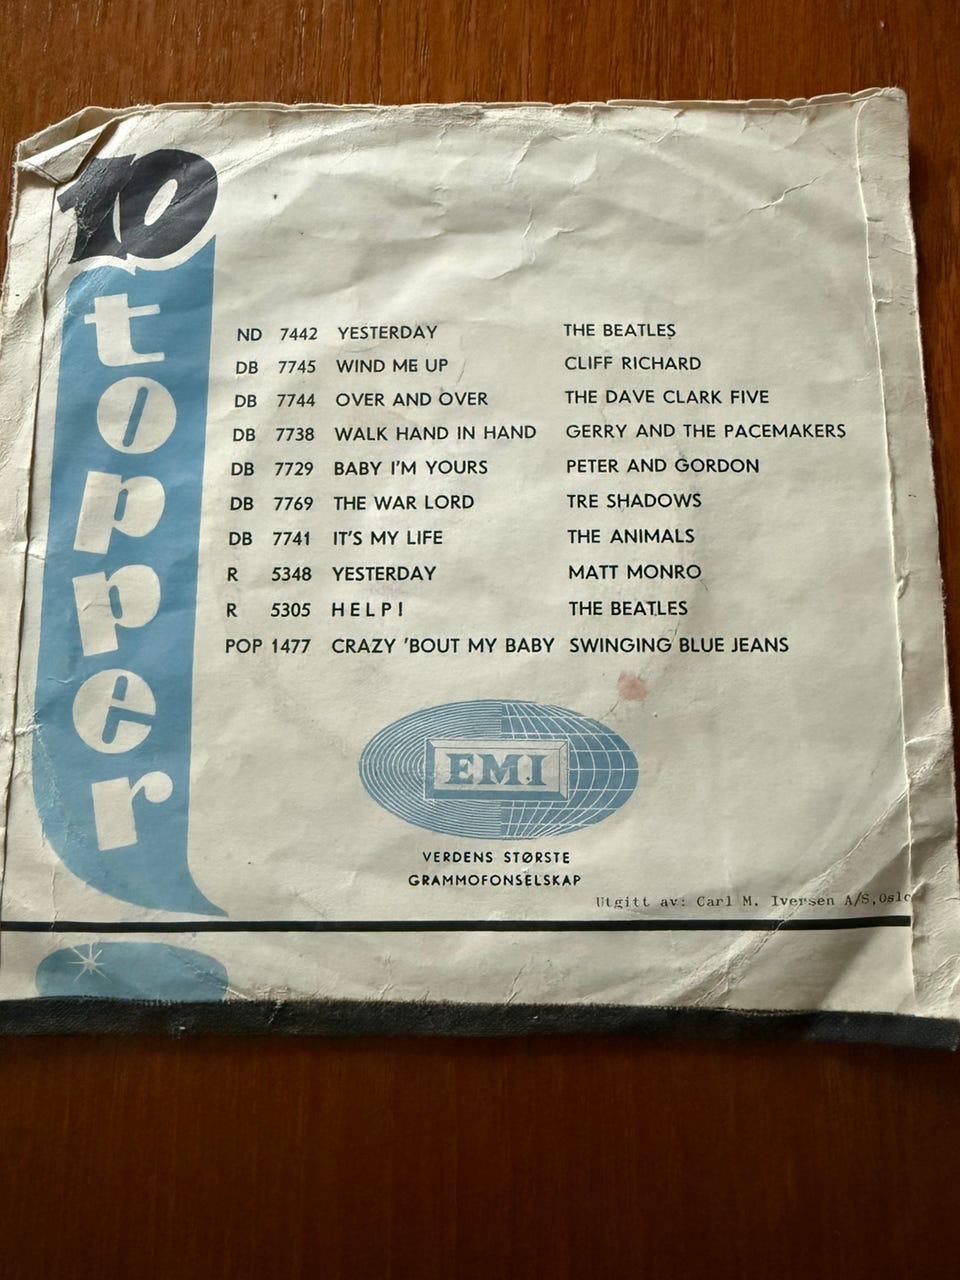 10
topper
ND 7442 YESTERDAY THE BEATLES
DB 7745 WIND ME UP CLIFF RICHARD
DB 7744 OVER AND OVER THE DAVE CLARK FIVE
DB 7738 WALK HAND IN HAND GERRY AND THE PACEMAKERS
DB 7729 BABY I'M YOURS PETER AND GORDON
DB 7769 THE WAR LORD TRE SHADOWS
DB 7741 IT'S MY LIFE THE ANIMALS
R 5348 YESTERDAY MATT MONRO
R 5305 HELP! THE BEATLES
POP 1477 CRAZY 'BOUT MY BABY SWINGING BLUE JEANS
EMI
VERDENS STØRSTE
GRAMMOFONSELSKAP
Utgitt av: Carl M. Iversen A/S,Oslo